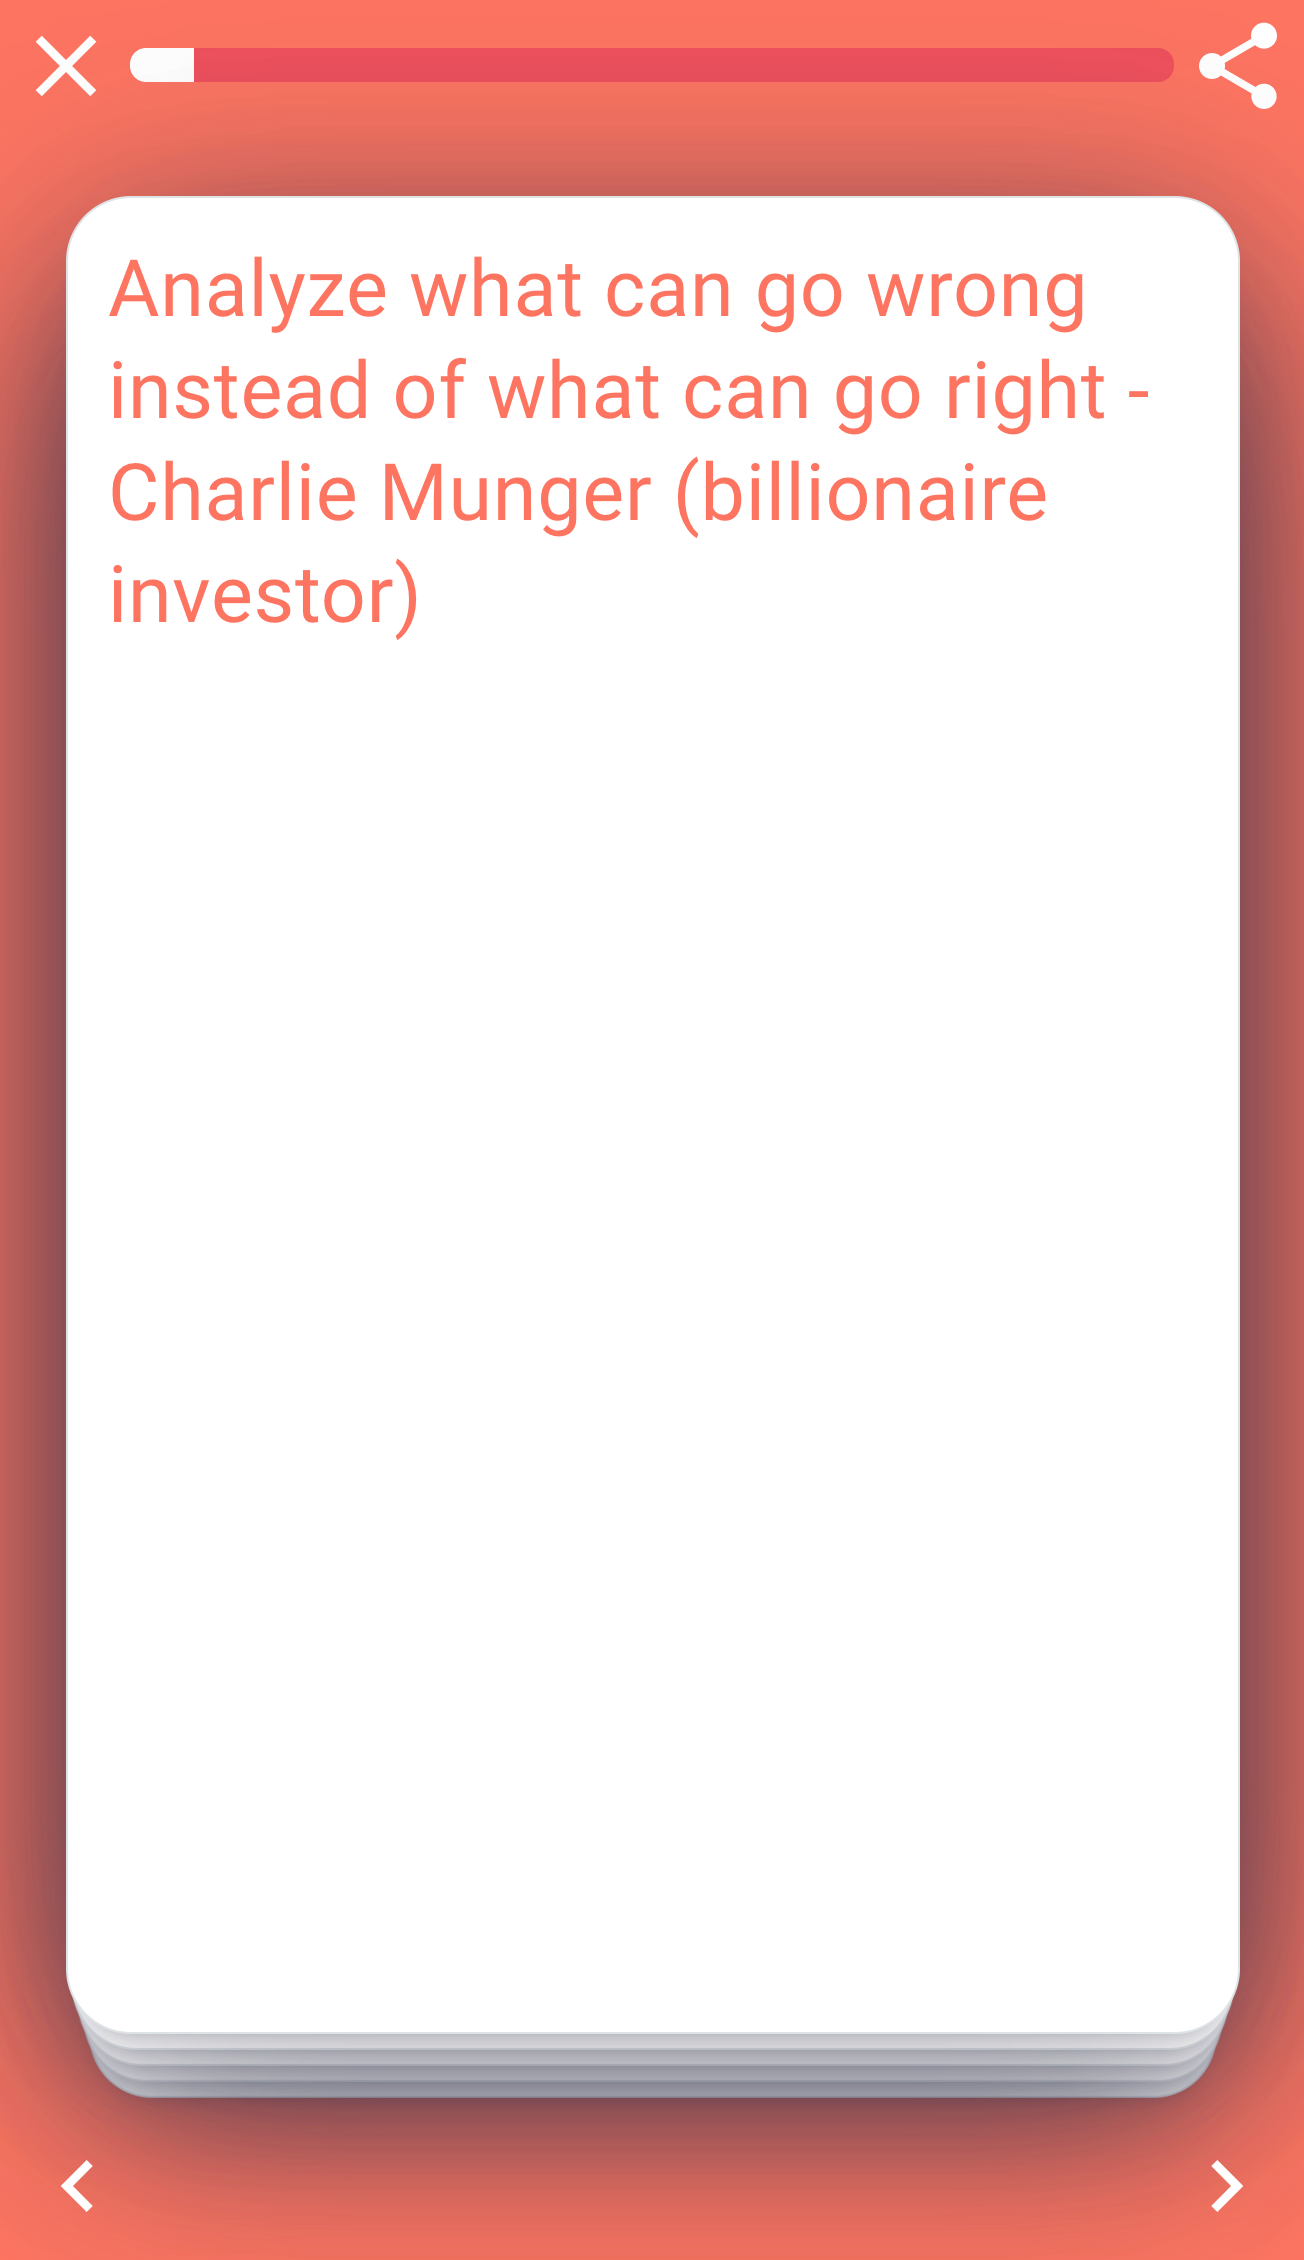 Analyze what can go wrong
instead of what can go right -
Charlie Munger (billionaire
investor)